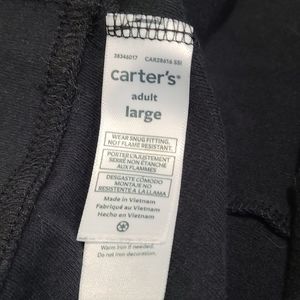 38346017 CAR28616 SSI
carter's
adult
large
WEAR SNUG FITTING,
NOT FLAME RESISTANT.
PORTER L'AJUSTEMENT
SERRÉ NON ÉTANCHE
AUX FLAMMES
DESGASTE CÓMODO
MONTAJE NO
RESISTENTE A LA LLAMA
Made in Vietnam
Fabriqué au Vietnam
Hecho en Vietnam
Warm iron if needed.
Do not iron decoration.